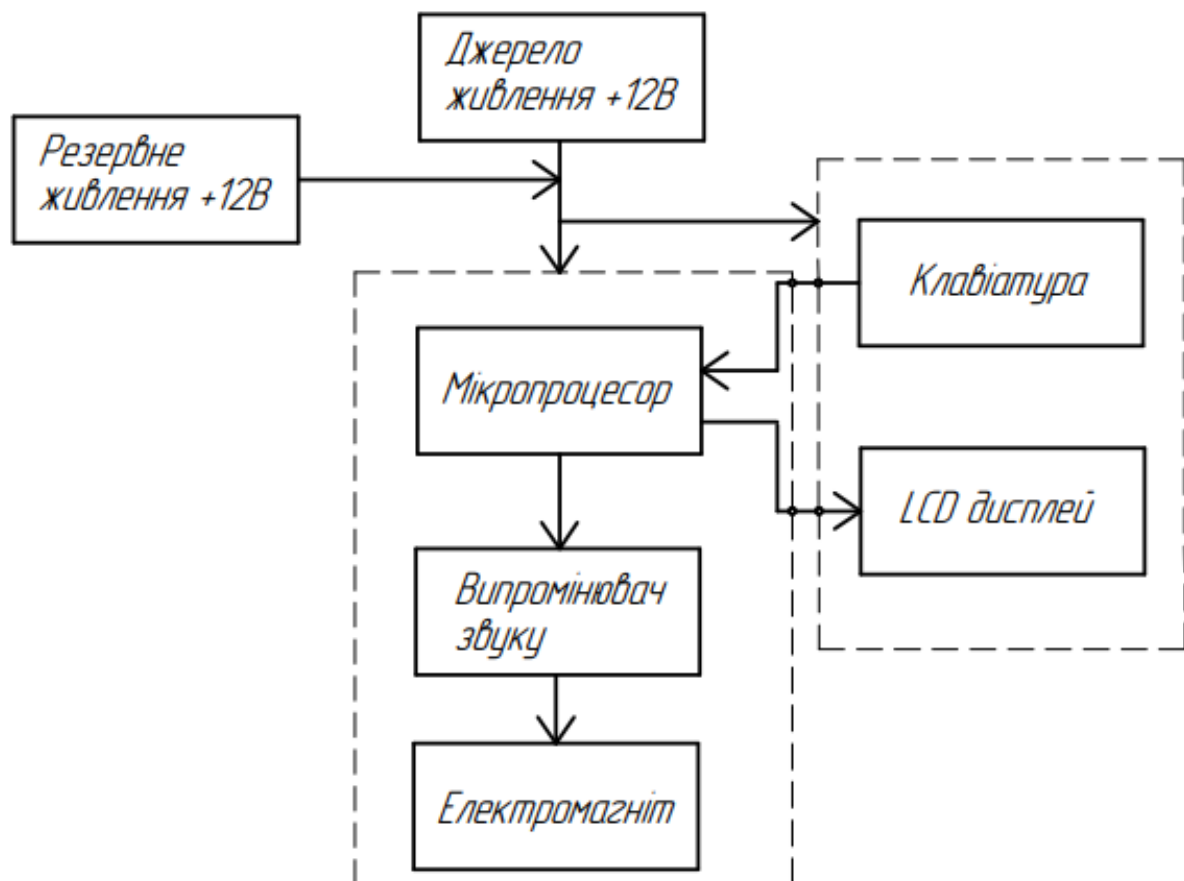 Джерело
живлення +12В
Резервне
живлення +12В
Клавіатура
Мікропроцесор
LCD дисплей
Випромінювач
звуку
Електромагніт